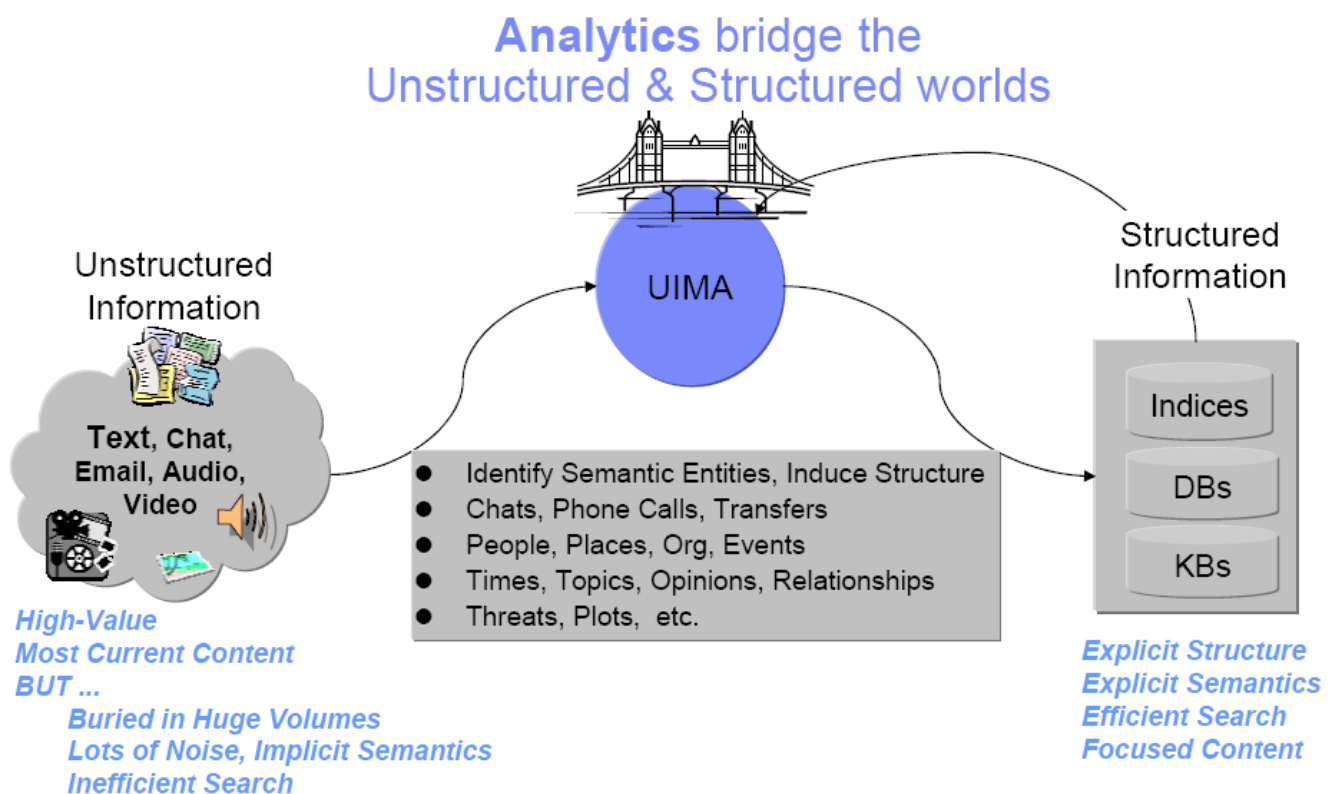 Analytics bridge the
Unstructured & Structured worlds
Unstructured
Information
Text, Chat,
Email, Audio,
Video
High-Value
Most Current Content
BUT ...
Buried in Huge Volumes
Lots of Noise, Implicit Semantics
Inefficient Search
UIMA
● Identify Semantic Entities, Induce Structure
● Chats, Phone Calls, Transfers
● People, Places, Org, Events
● Times, Topics, Opinions, Relationships
● Threats, Plots, etc.
Structured
Information
Indices
DBs
KBs
Explicit Structure
Explicit Semantics
Efficient Search
Focused Content